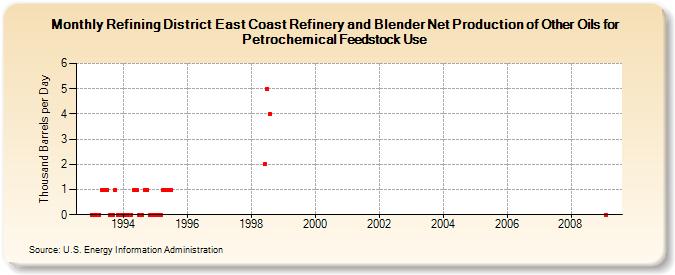 Monthly Refining District East Coast Refinery and Blender Net Production of Other Oils for
Petrochemical Feedstock Use
Thousand Barrels per Day
6
5
4
3
2
1
0
1994 1996 1998 2000 2002 2004 2006 2008
Source: U.S. Energy Information Administration